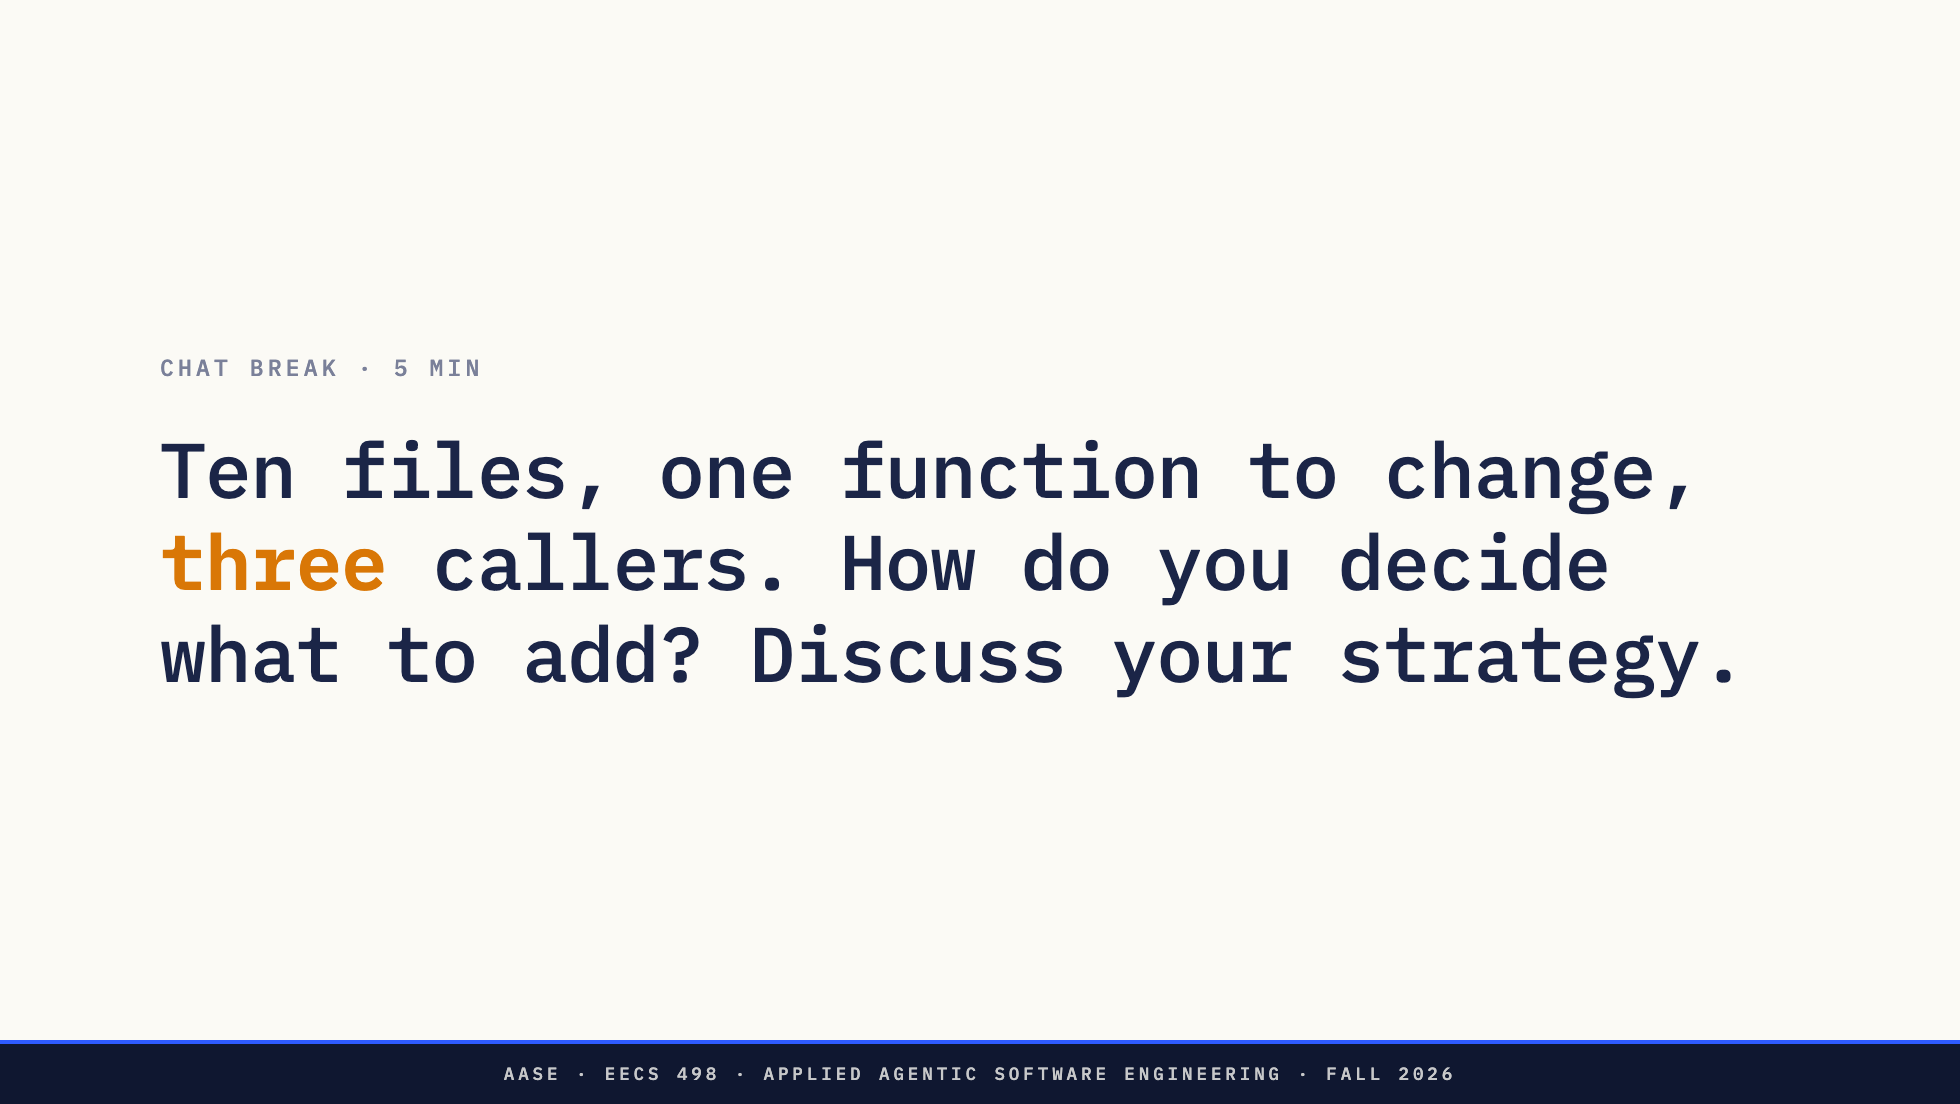 CHAT BREAK · 5 MIN
Ten files, one function to change,
three callers. How do you decide
what to add? Discuss your strategy.
AASE · EECS 498 · APPLIED AGENTIC SOFTWARE ENGINEERING · FALL 2026